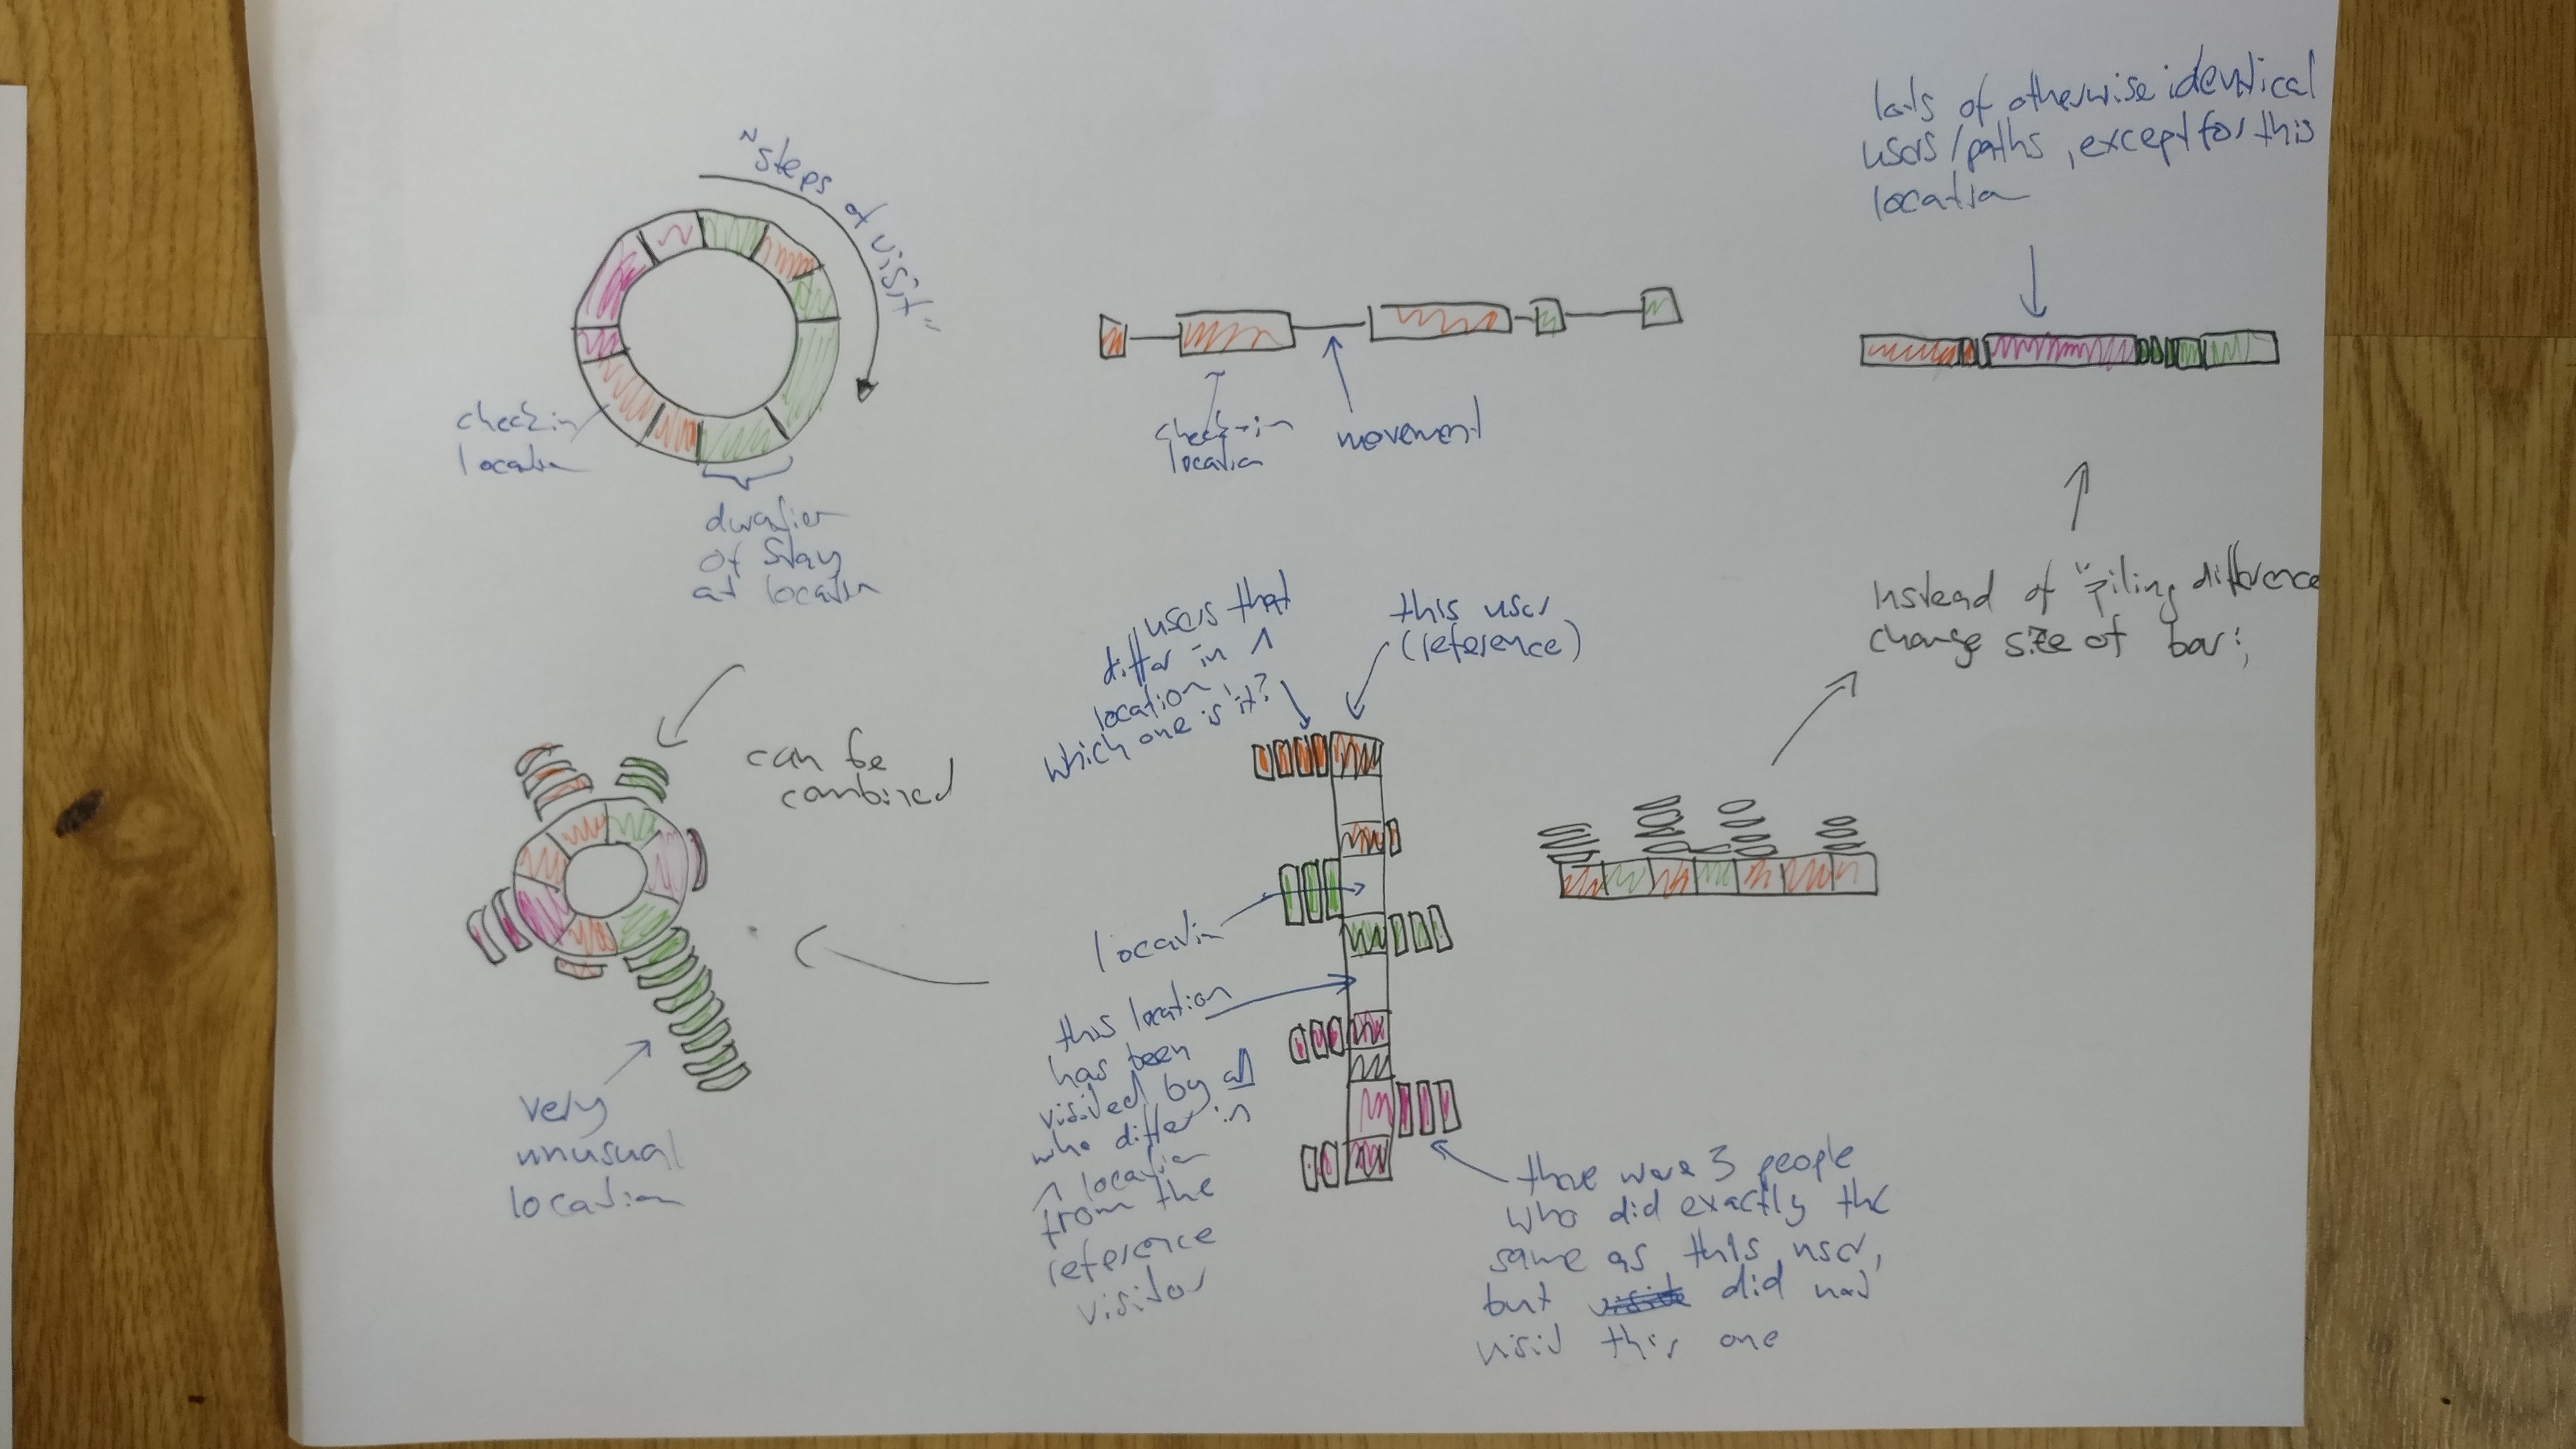 "steps of visit"
check in
location
duration
of stay
at location
check-in
location
movement
lots of otherwise identical
users/paths, except for this
location
Instead of "piling difference
change size of bar:
can be
combined
very
unusual
location
users that
differ in 1
location,
which one is it?
this user
(reference)
location
this location
has been
visited by all
who differ in
1 location
from the
reference
visitor
there were 3 people
who did exactly the
same as this user,
but did not
visit this one